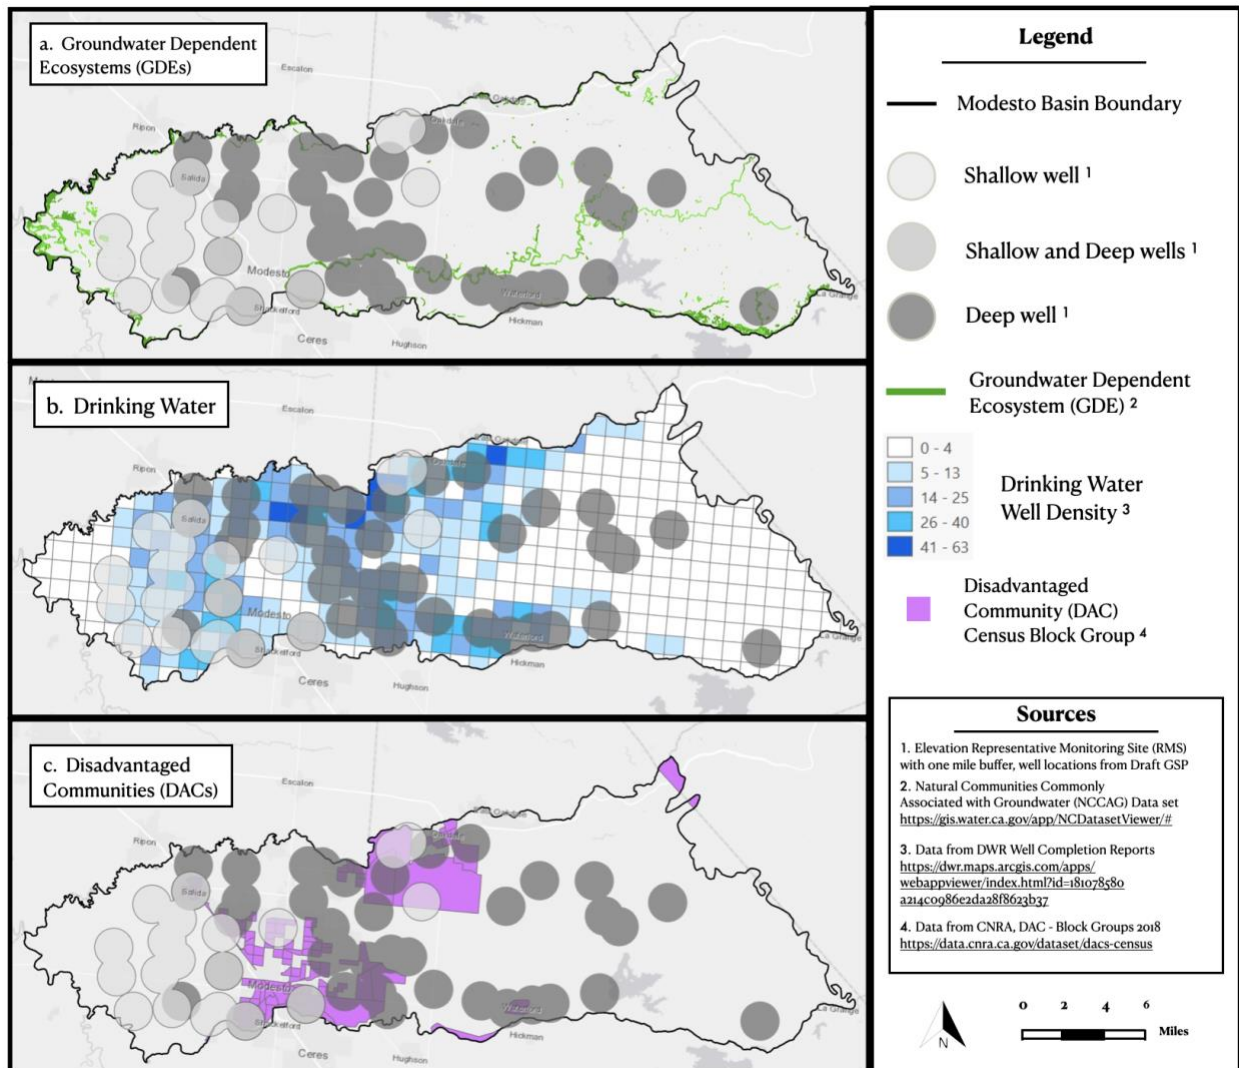 a. Groundwater Dependent
Ecosystems (GDEs)
Escalon
Ripon
Salida
Modesto
Shackelford
Ceres
Hughson
Waterford
Hickman
La Grange
b. Drinking Water
Escalon
Ripon
Salida
Modesto
Shackelford
Ceres
Hughson
Waterford
Hickman
La Grange
c. Disadvantaged
Communities (DACs)
Escalon
Ripon
Salida
Modesto
Shackelford
Ceres
Hughson
Waterford
Hickman
La Grange
Legend
Modesto Basin Boundary
Shallow well 1
Shallow and Deep wells 1
Deep well 1
Groundwater Dependent
Ecosystem (GDE) 2
0 - 4
5 - 13
14 - 25
26 - 40
41 - 63
Drinking Water
Well Density 3
Disadvantaged
Community (DAC)
Census Block Group 4
Sources
1. Elevation Representative Monitoring Site (RMS)
with one mile buffer, well locations from Draft GSP
2. Natural Communities Commonly
Associated with Groundwater (NCCAG) Data set
https://gis.water.ca.gov/app/NCDatasetViewer/#
3. Data from DWR Well Completion Reports
https://dwr.maps.arcgis.com/apps/
webappviewer/index.html?id=181078580
a214c0986e2da28f8623b37
4. Data from CNRA, DAC - Block Groups 2018
https://data.cnra.ca.gov/dataset/dacs-census
N
0 2 4 6
Miles